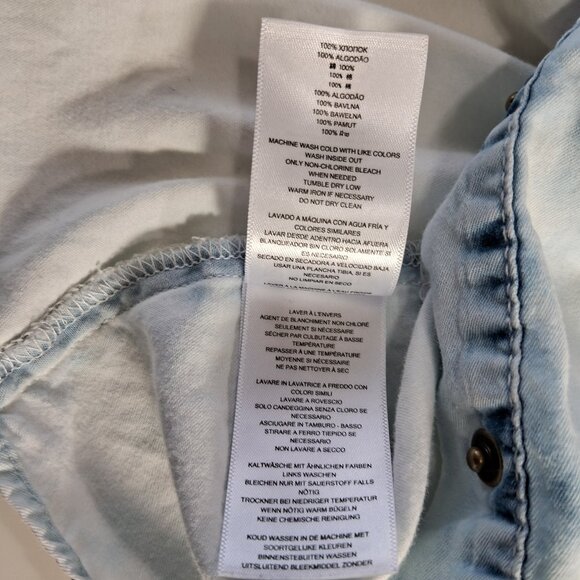 100% ХЛОПОК
100% ALGODÃO
綿 100%
100% 棉
100% 棉
100% ALGODÃO
100% BAVLNA
100% BAWEŁNA
100% PAMUT
100% ฝ้าย
MACHINE WASH COLD WITH LIKE COLORS
WASH INSIDE OUT
ONLY NON-CHLORINE BLEACH
WHEN NEEDED
TUMBLE DRY LOW
WARM IRON IF NECESSARY
DO NOT DRY CLEAN
LAVADO A MÁQUINA CON AGUA FRÍA Y
COLORES SIMILARES
LAVAR DESDE ADENTRO HACIA AFUERA
BLANQUEADOR SIN CLORO SOLAMENTE SI
ES NECESARIO
SECADO EN SECADORA A VELOCIDAD BAJA
USAR UNA PLANCHA TIBIA, SI ES
NECESARIO
NO LIMPIAR EN SECO
LAVER À L'ENVERS
AGENT DE BLANCHIMENT NON CHLORÉ
SEULEMENT SI NÉCESSAIRE
SÉCHER PAR CULBUTAGE À BASSE
TEMPÉRATURE
REPASSER À UNE TEMPÉRATURE
MOYENNE SI NÉCESSAIRE
NE PAS NETTOYER À SEC
LAVARE IN LAVATRICE A FREDDO CON
COLORI SIMILI
LAVARE A ROVESCIO
SOLO CANDEGGINA SENZA CLORO SE
NECESSARIO
ASCIUGARE IN TAMBURO - BASSO
STIRARE A FERRO TIEPIDO SE
NECESSARIO
NON LAVARE A SECCO
KALTWÄSCHE MIT ÄHNLICHEN FARBEN
LINKS WASCHEN
BLEICHEN NUR MIT SAUERSTOFF FALLS
NÖTIG
TROCKNER BEI NIEDRIGER TEMPERATUR
WENN NÖTIG WARM BÜGELN
KEINE CHEMISCHE REINIGUNG
KOUD WASSEN IN DE MACHINE MET
SOORTGELIJKE KLEUREN
BINNENSTEBUITEN WASSEN
UITSLUITEND BLEEKMIDDEL ZONDER